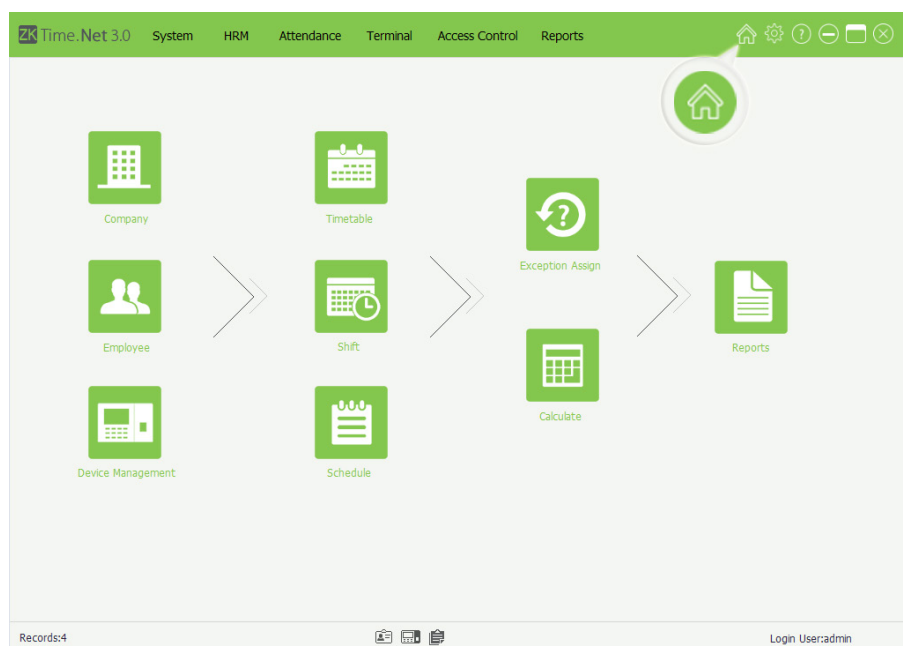 ZK Time.Net 3.0 System HRM Attendance Terminal Access Control Reports
Company
Timetable
Exception Assign
Employee
Shift
Reports
Calculate
Device Management
Schedule
Records:4
Login User:admin